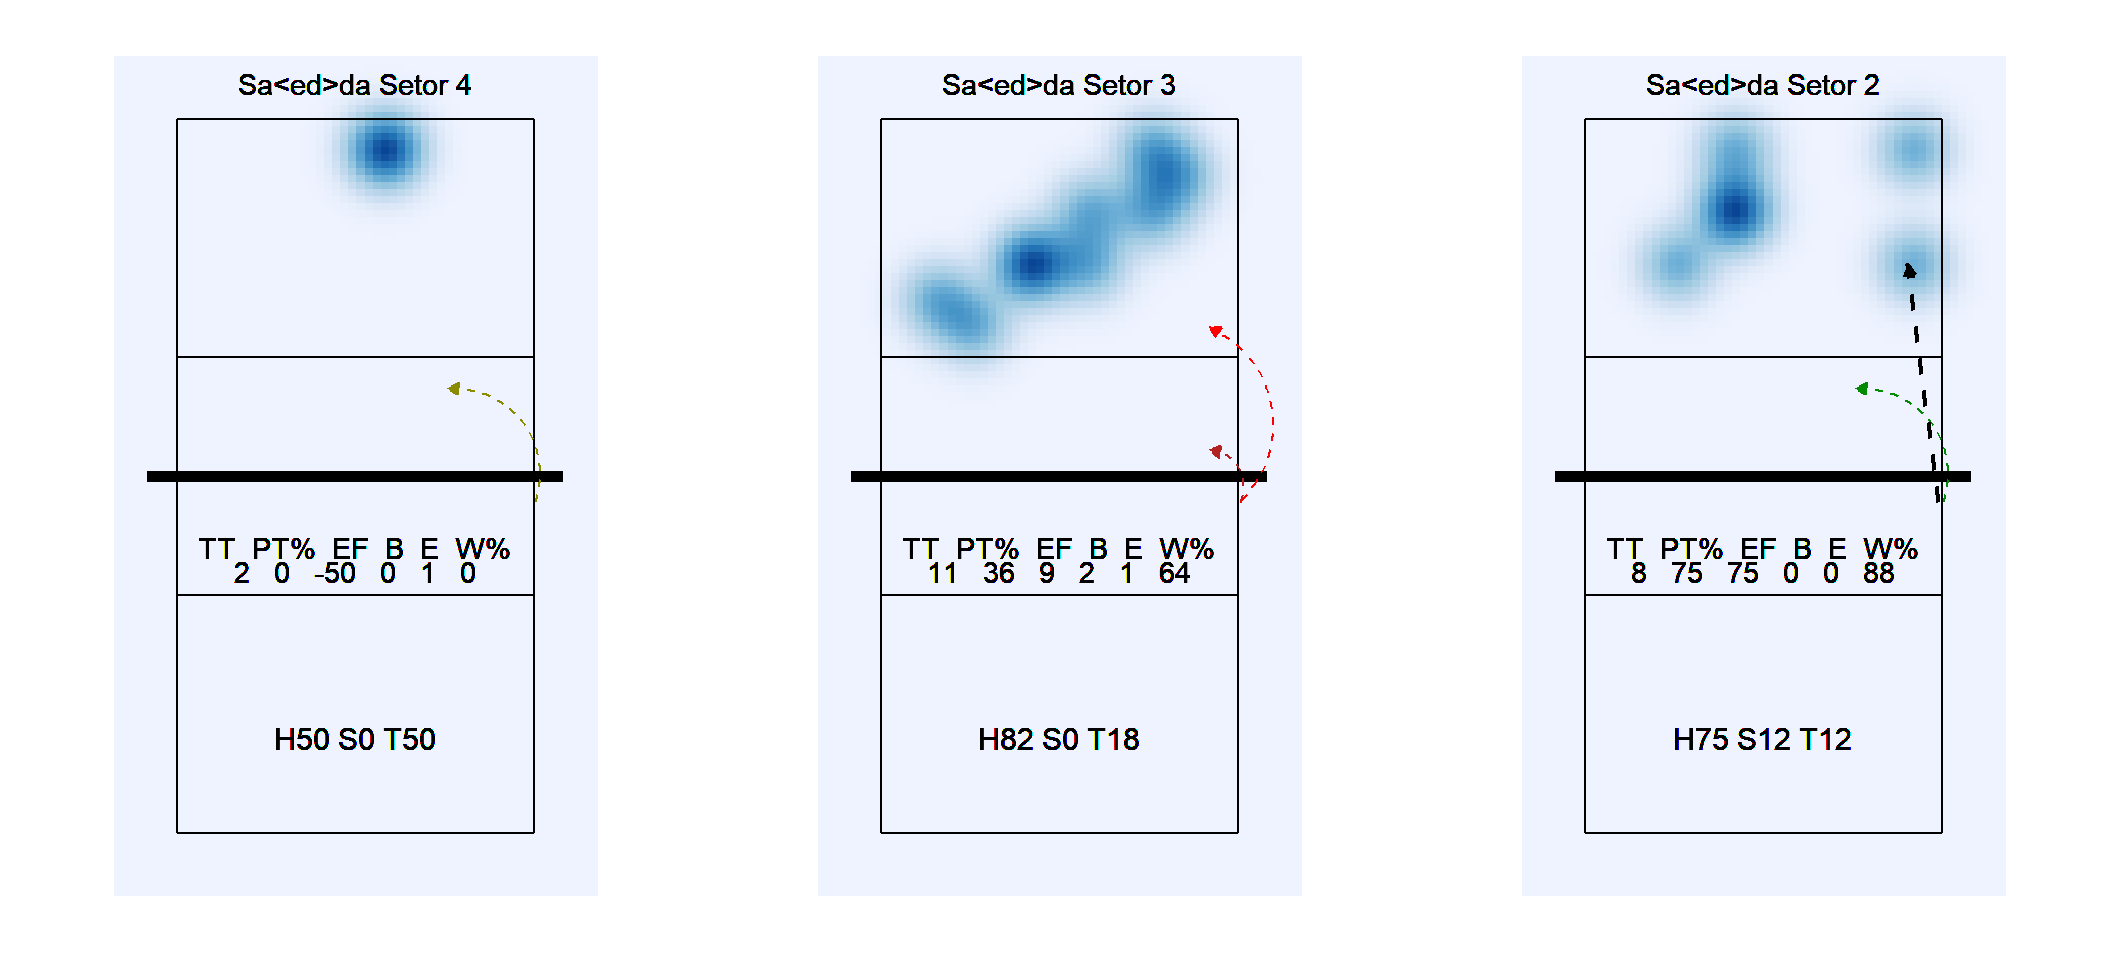 Sa<ed>da Setor 4
TT PT% EF B E W%
2 0 -50 0 1 0
H50 S0 T50
Sa<ed>da Setor 3
TT PT% EF B E W%
11 36 9 2 1 64
H82 S0 T18
Sa<ed>da Setor 2
TT PT% EF B E W%
8 75 75 0 0 88
H75 S12 T12